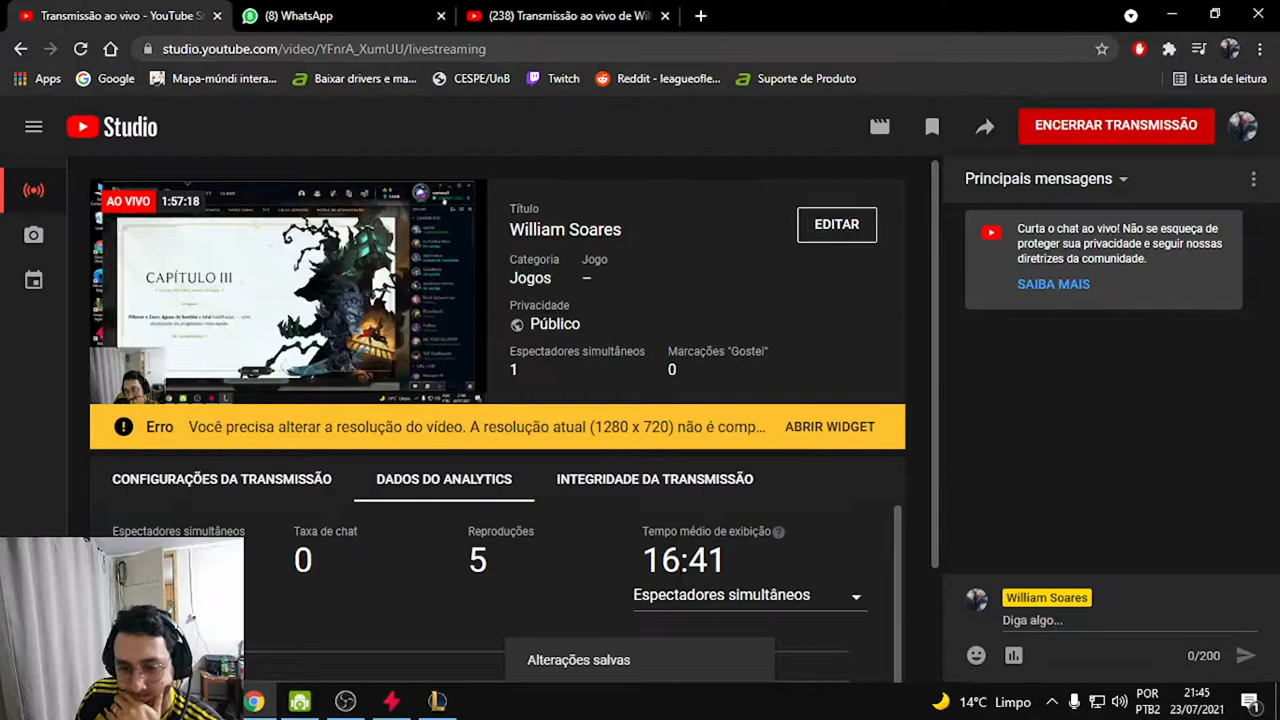 Transmissão ao vivo - YouTube S
(8) WhatsApp
(238) Transmissão ao vivo de Wil
studio.youtube.com/video/YFnrA_XumUU/livestreaming
Apps
Google
Mapa-múndi intera...
Baixar drivers e ma...
CESPE/UnB
Twitch
Reddit - leagueofle...
Suporte de Produto
Lista de leitura
Studio
ENCERRAR TRANSMISSÃO
AO VIVO
1:57:18
CAPÍTULO III
Título
William Soares
EDITAR
Categoria
Jogo
Jogos
–
Privacidade
Público
Espectadores simultâneos
Marcações "Gostei"
1
0
Erro
Você precisa alterar a resolução do vídeo. A resolução atual (1280 x 720) não é comp...
ABRIR WIDGET
CONFIGURAÇÕES DA TRANSMISSÃO
DADOS DO ANALYTICS
INTEGRIDADE DA TRANSMISSÃO
Espectadores simultâneos
Taxa de chat
Reproduções
Tempo médio de exibição
0
5
16:41
Espectadores simultâneos
Alterações salvas
Principais mensagens
Curta o chat ao vivo! Não se esqueça de
proteger sua privacidade e seguir nossas
diretrizes da comunidade.
SAIBA MAIS
William Soares
Diga algo...
0/200
14°C Limpo
POR
PTB2
21:45
23/07/2021
1